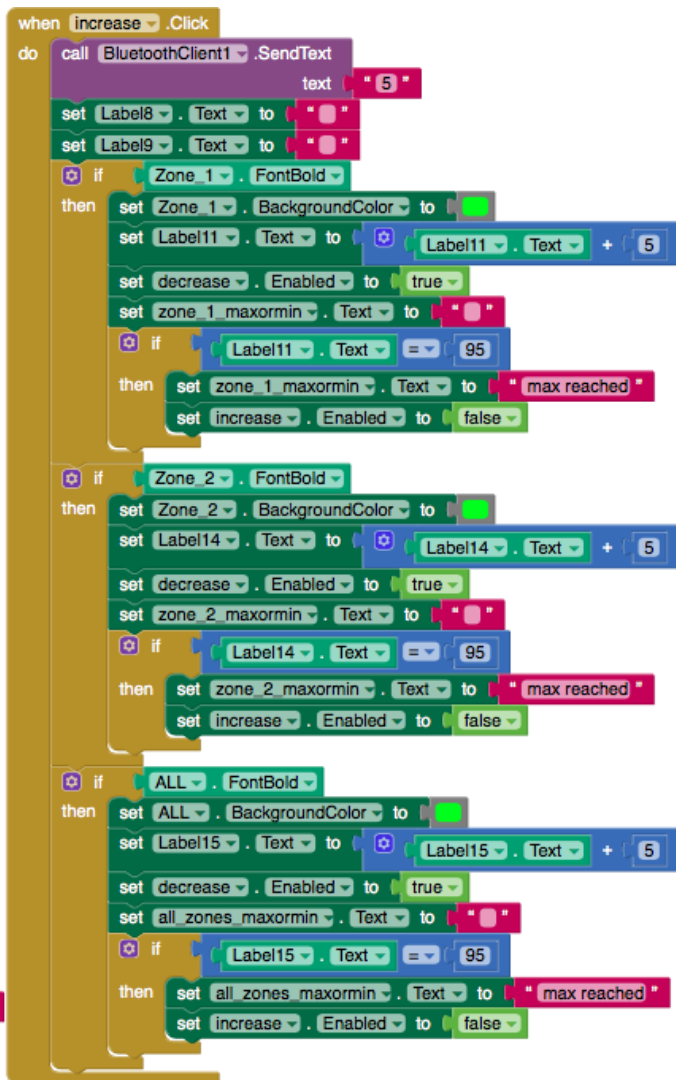 when increase .Click
do call BluetoothClient1 .SendText
text " 5 "
set Label8 . Text to " "
set Label9 . Text to " "
if Zone_1 . FontBold
then set Zone_1 . BackgroundColor to
set Label11 . Text to Label11 . Text + 5
set decrease . Enabled to true
set zone_1_maxormin . Text to " "
if Label11 . Text = 95
then set zone_1_maxormin . Text to " max reached "
set increase . Enabled to false
if Zone_2 . FontBold
then set Zone_2 . BackgroundColor to
set Label14 . Text to Label14 . Text + 5
set decrease . Enabled to true
set zone_2_maxormin . Text to " "
if Label14 . Text = 95
then set zone_2_maxormin . Text to " max reached "
set increase . Enabled to false
if ALL . FontBold
then set ALL . BackgroundColor to
set Label15 . Text to Label15 . Text + 5
set decrease . Enabled to true
set all_zones_maxormin . Text to " "
if Label15 . Text = 95
then set all_zones_maxormin . Text to " max reached "
set increase . Enabled to false